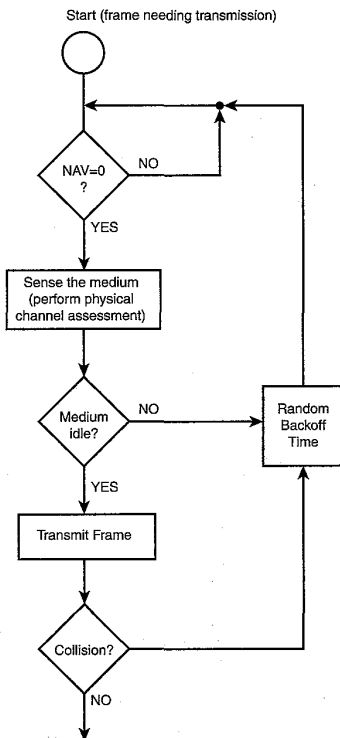 Start (frame needing transmission)
NAV=0
?
NO
YES
Sense the medium
(perform physical
channel assessment)
Medium
idle?
NO
Random
Backoff
Time
YES
Transmit Frame
Collision?
NO